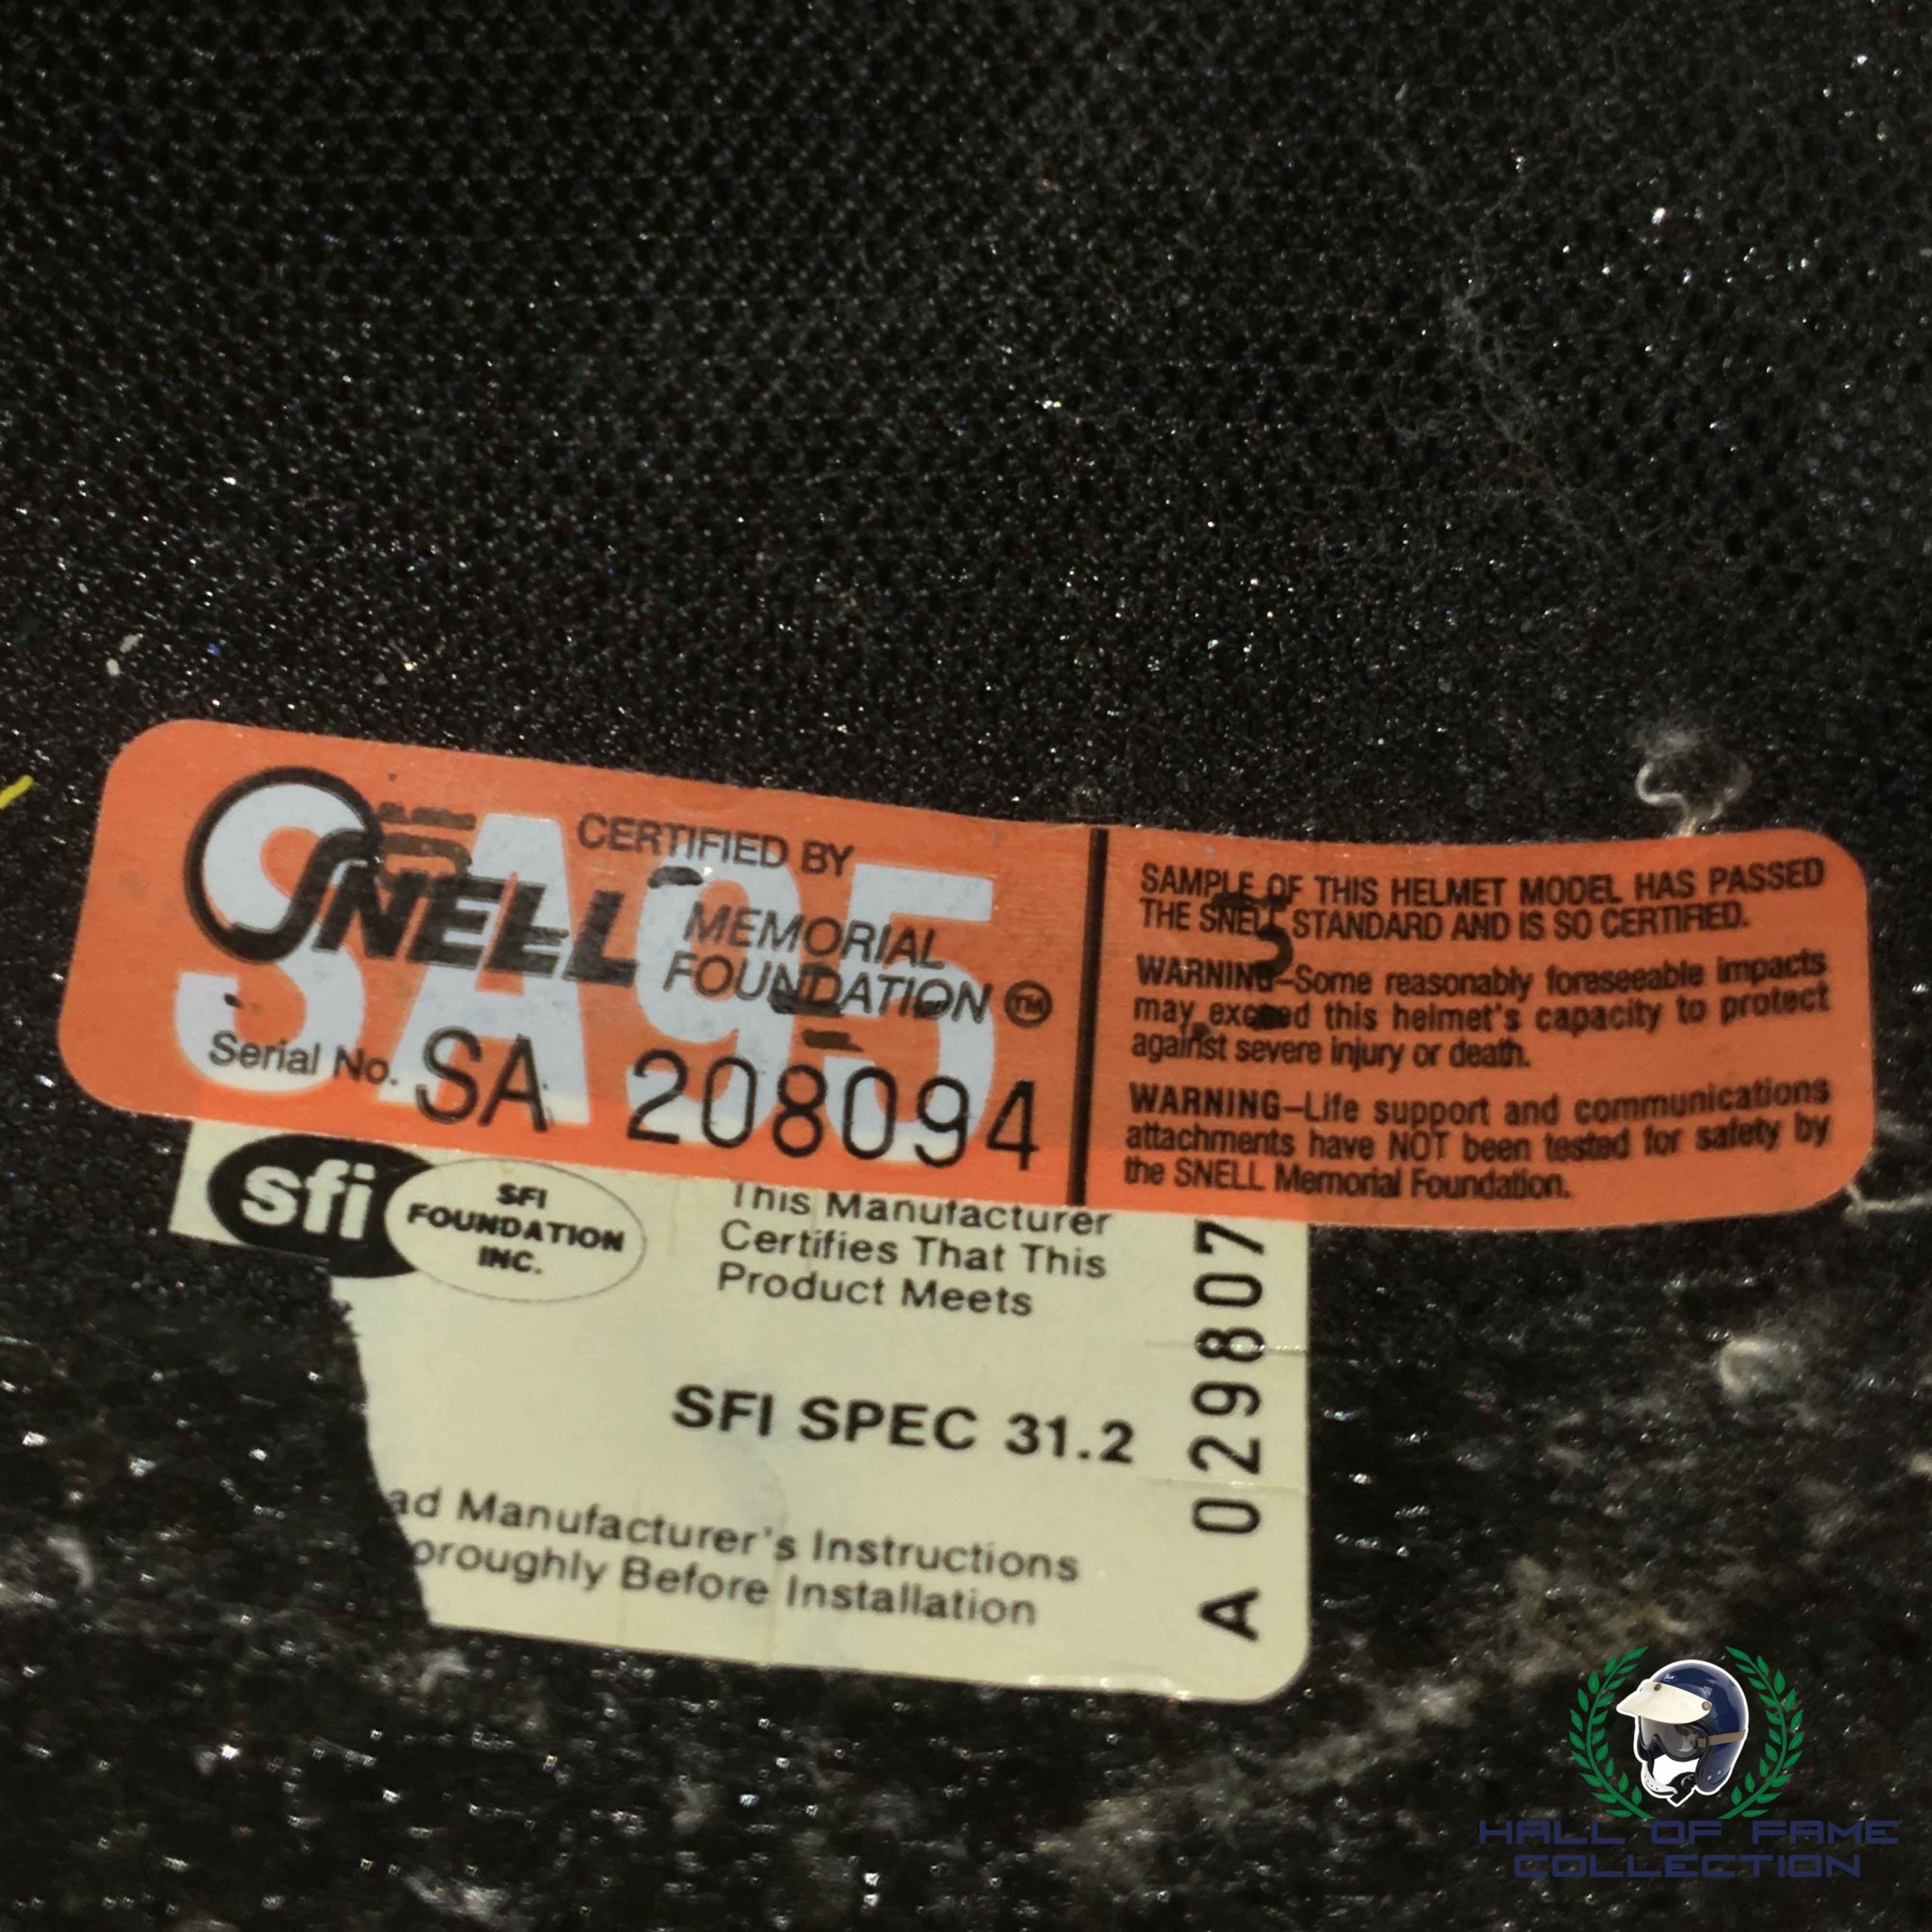 SA95
CERTIFIED BY
SNELL MEMORIAL
FOUNDATION TM
Serial No. SA 208094
SAMPLE OF THIS HELMET MODEL HAS PASSED
THE SNELL STANDARD AND IS SO CERTIFIED.
WARNING–Some reasonably foreseeable impacts
may exceed this helmet's capacity to protect
against severe injury or death.
WARNING–Life support and communications
attachments have NOT been tested for safety by
the SNELL Memorial Foundation.
sfi
SFI
FOUNDATION
INC.
This Manufacturer
Certifies That This
Product Meets
SFI SPEC 31.2
ad Manufacturer's Instructions
oroughly Before Installation
A 029807
HALL OF FAME
COLLECTION